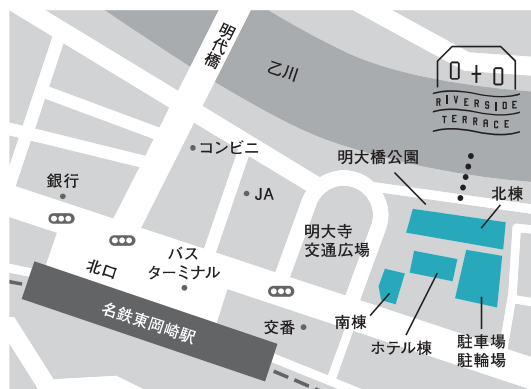 明代橋
乙川
OTO
RIVERSIDE
TERRACE
コンビニ
明大橋公園
銀行
JA
北棟
明大寺
交通広場
バス
ターミナル
北口
名鉄東岡崎駅
交番
南棟
ホテル棟
駐車場
駐輪場